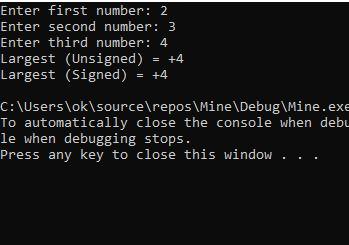 Enter first number: 2
Enter second number: 3
Enter third number: 4
Largest (Unsigned) = +4
Largest (Signed) = +4
C:\Users\ok\source\repos\Mine\Debug\Mine.exe
To automatically close the console when debu
le when debugging stops.
Press any key to close this window . . .